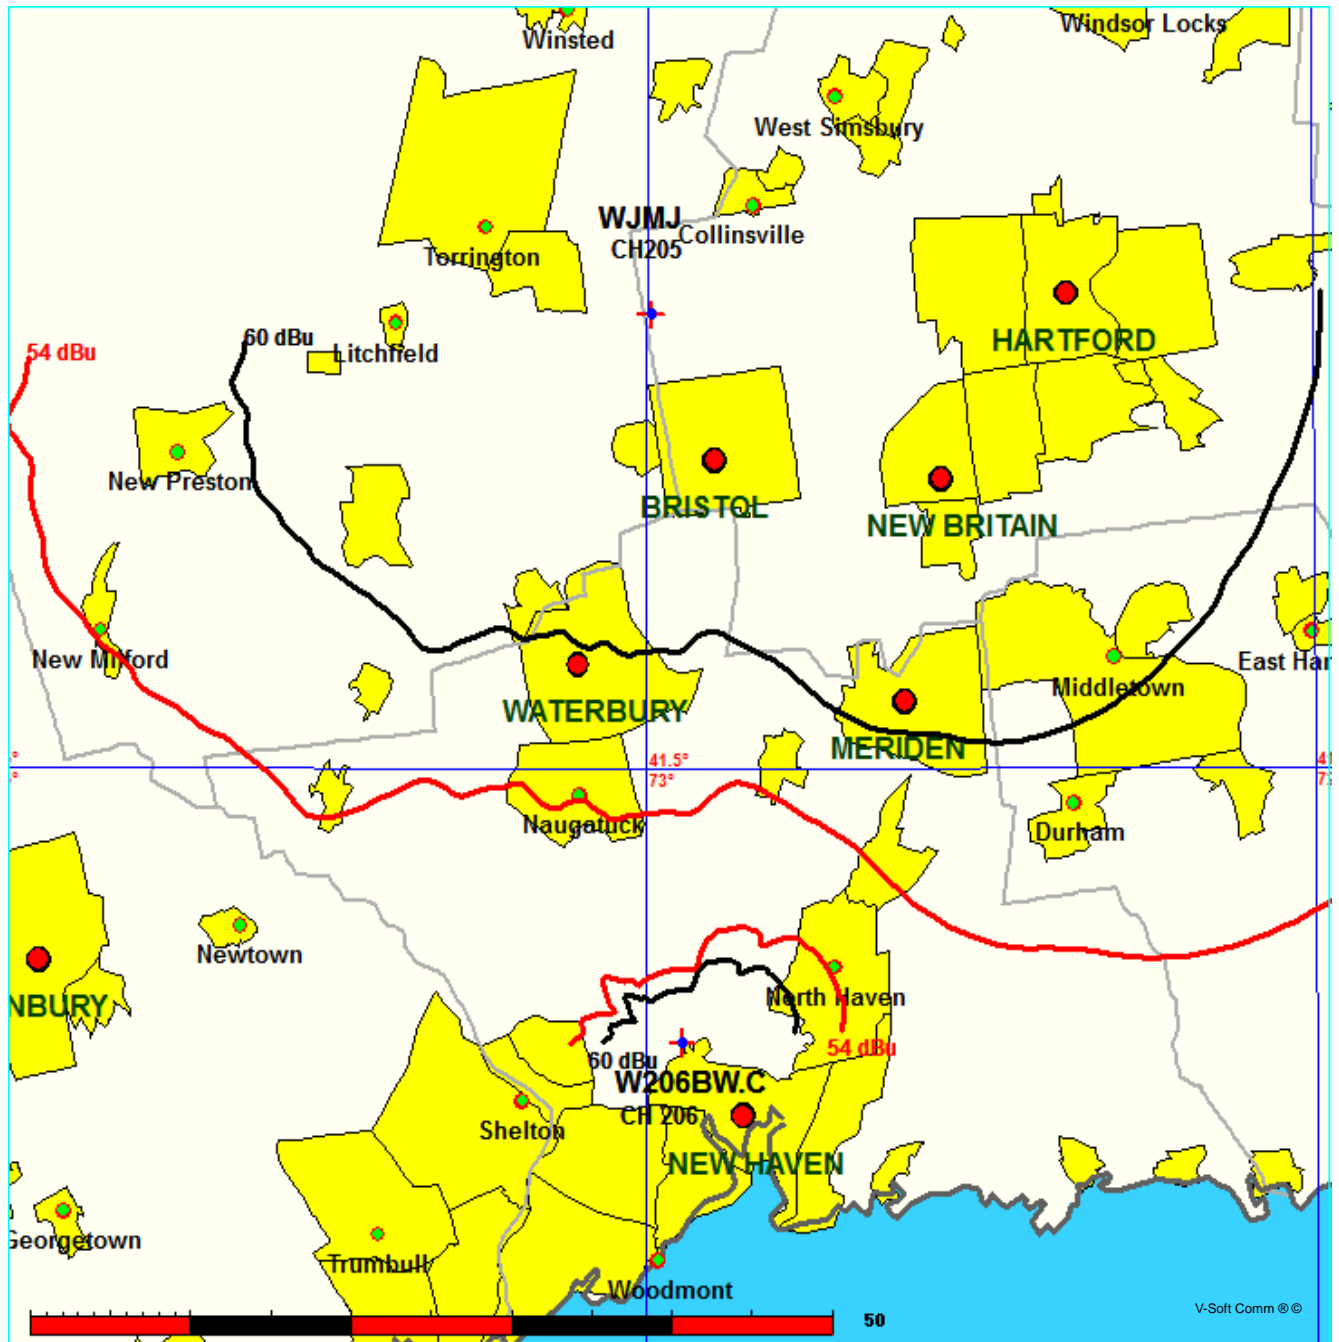 Winsted
Windsor Locks
West Simsbury
WJMJ
CH205
Collinsville
Torrington
HARTFORD
60 dBu
54 dBu
Litchfield
New Preston
BRISTOL
NEW BRITAIN
New Milford
East Har
Middletown
WATERBURY
MERIDEN
41.5°
73°
Naugatuck
Durham
Newtown
North Haven
NBURY
54 dBu
60 dBu
W206BW.C
CH 206
Shelton
NEW HAVEN
Georgetown
Trumbull
Woodmont
V-Soft Comm ® ©
50